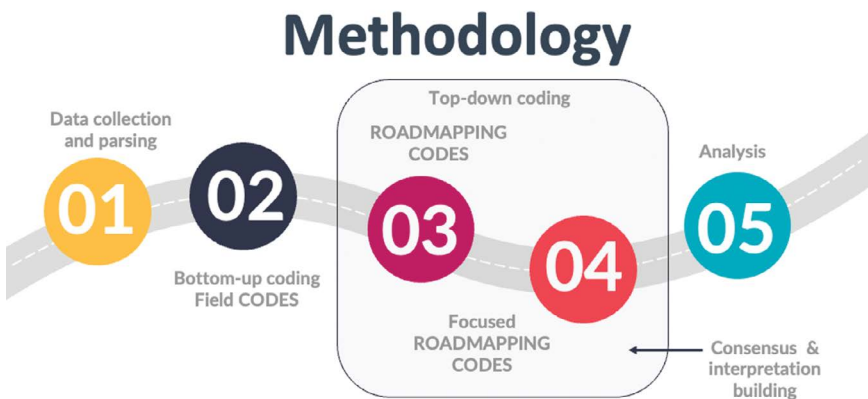 Methodology
Data collection
and parsing
01
02
Bottom-up coding
Field CODES
Top-down coding
ROADMAPPING
CODES
03
04
Focused
ROADMAPPING
CODES
Analysis
05
Consensus &
interpretation
building